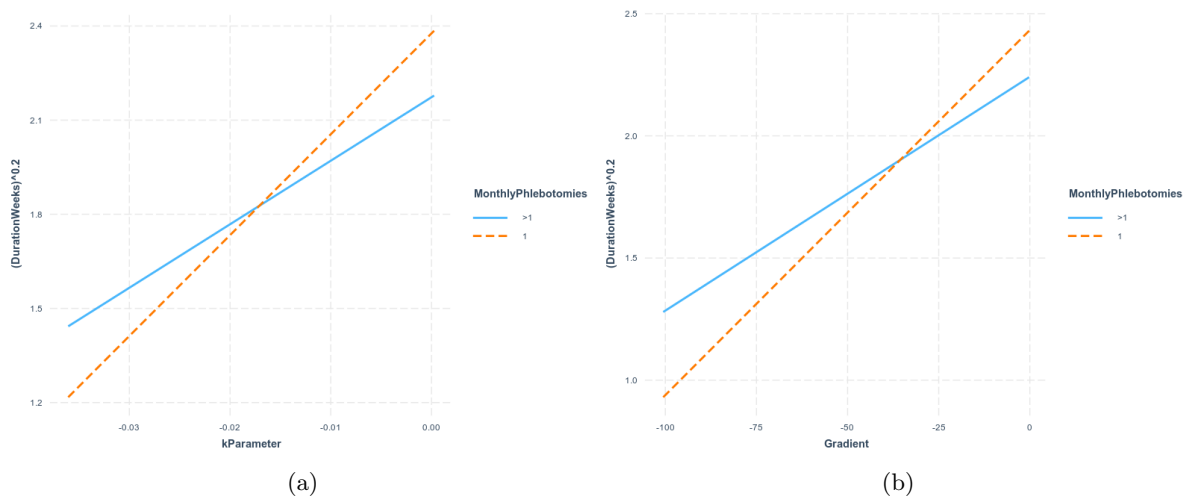 2.4
2.1
1.8
1.5
1.2
(DurationWeeks)^0.2
-0.03
-0.02
-0.01
0.00
kParameter
MonthlyPhlebotomies
>1
1
(a)
2.5
2.0
1.5
1.0
(DurationWeeks)^0.2
-100
-75
-50
-25
0
Gradient
MonthlyPhlebotomies
>1
1
(b)